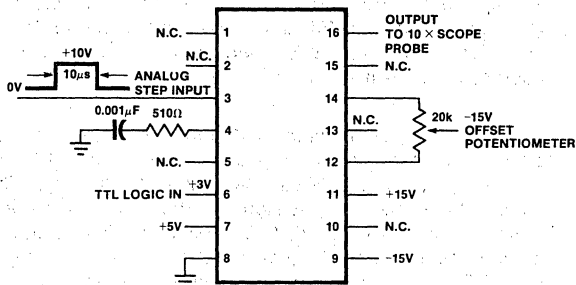 N.C. 1
N.C. 2
+10V
10μs
0V
ANALOG
STEP INPUT
3
0.001μF 510Ω
4
N.C. 5
TTL LOGIC IN +3V 6
+5V 7
8
16 OUTPUT
TO 10 × SCOPE
PROBE
15 N.C.
14
N.C. 13
20k -15V
OFFSET
POTENTIOMETER
12
11 +15V
10 N.C.
9 -15V